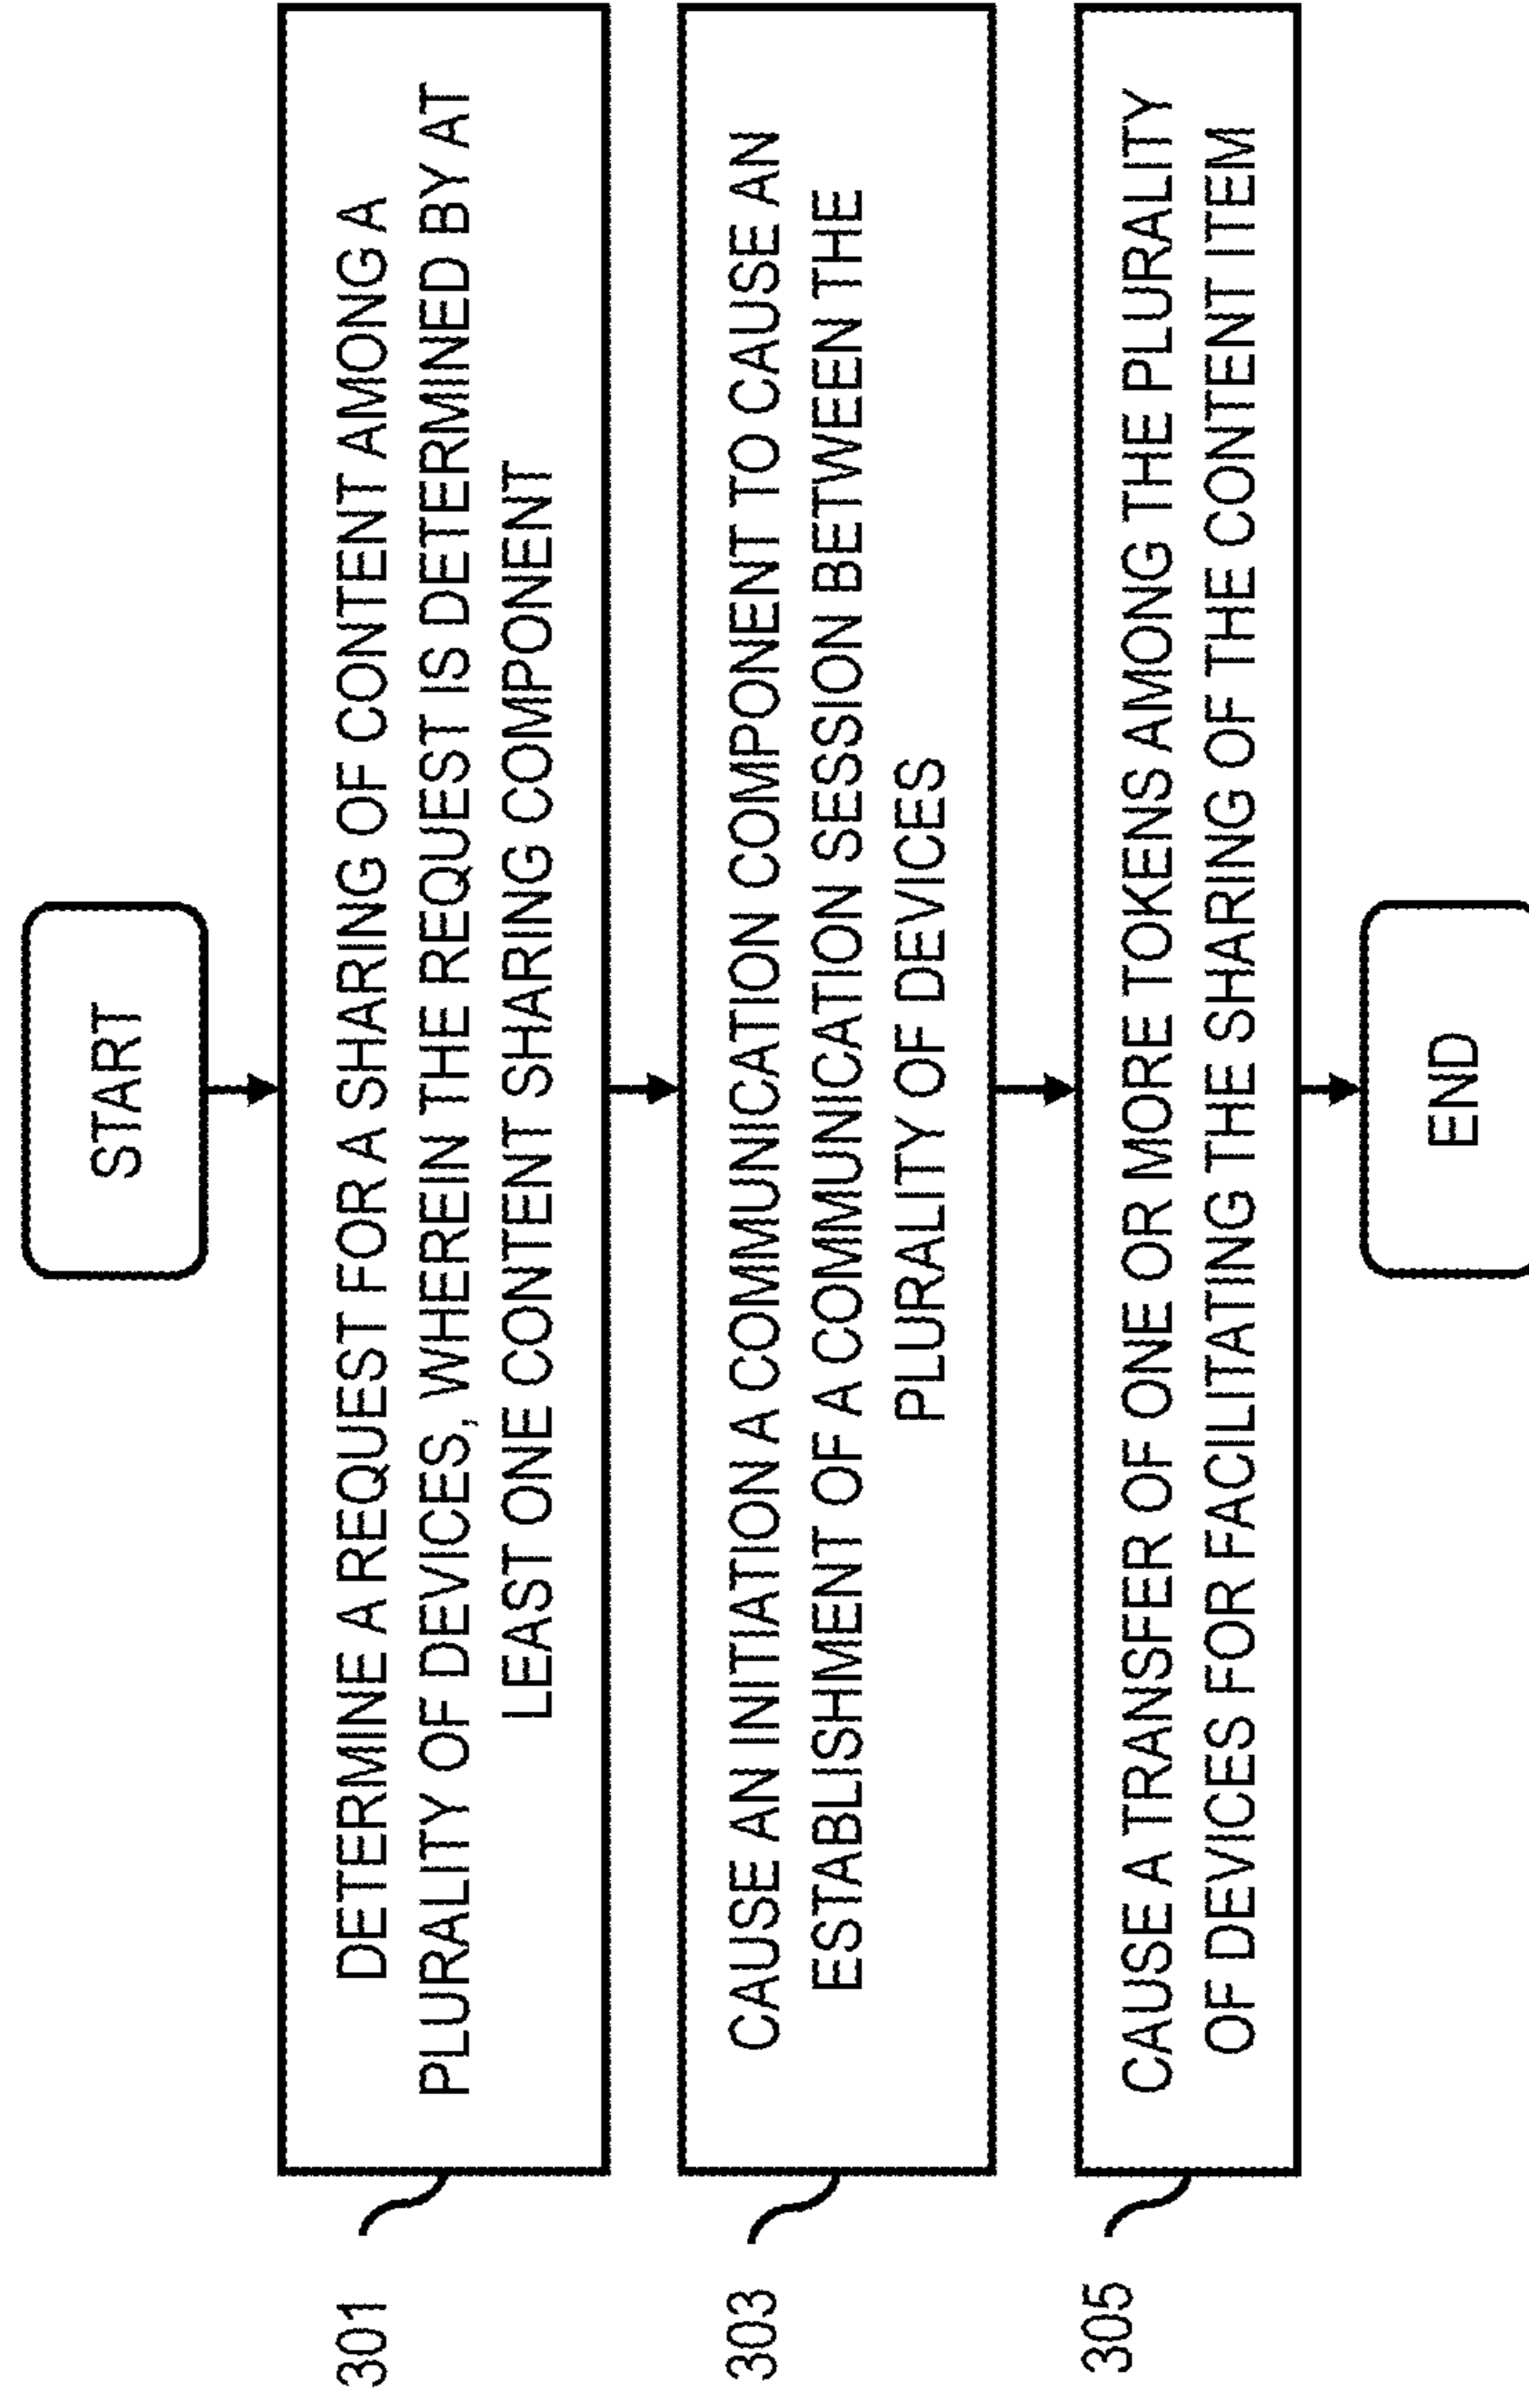 START
301
DETERMINE A REQUEST FOR A SHARING OF CONTENT AMONG A
PLURALITY OF DEVICES, WHEREIN THE REQUEST IS DETERMINED BY AT
LEAST ONE CONTENT SHARING COMPONENT
303
CAUSE AN INITIATION A COMMUNICATION COMPONENT TO CAUSE AN
ESTABLISHMENT OF A COMMUNICATION SESSION BETWEEN THE
PLURALITY OF DEVICES
305
CAUSE A TRANSFER OF ONE OR MORE TOKENS AMONG THE PLURALITY
OF DEVICES FOR FACILITATING THE SHARING OF THE CONTENT ITEM
END